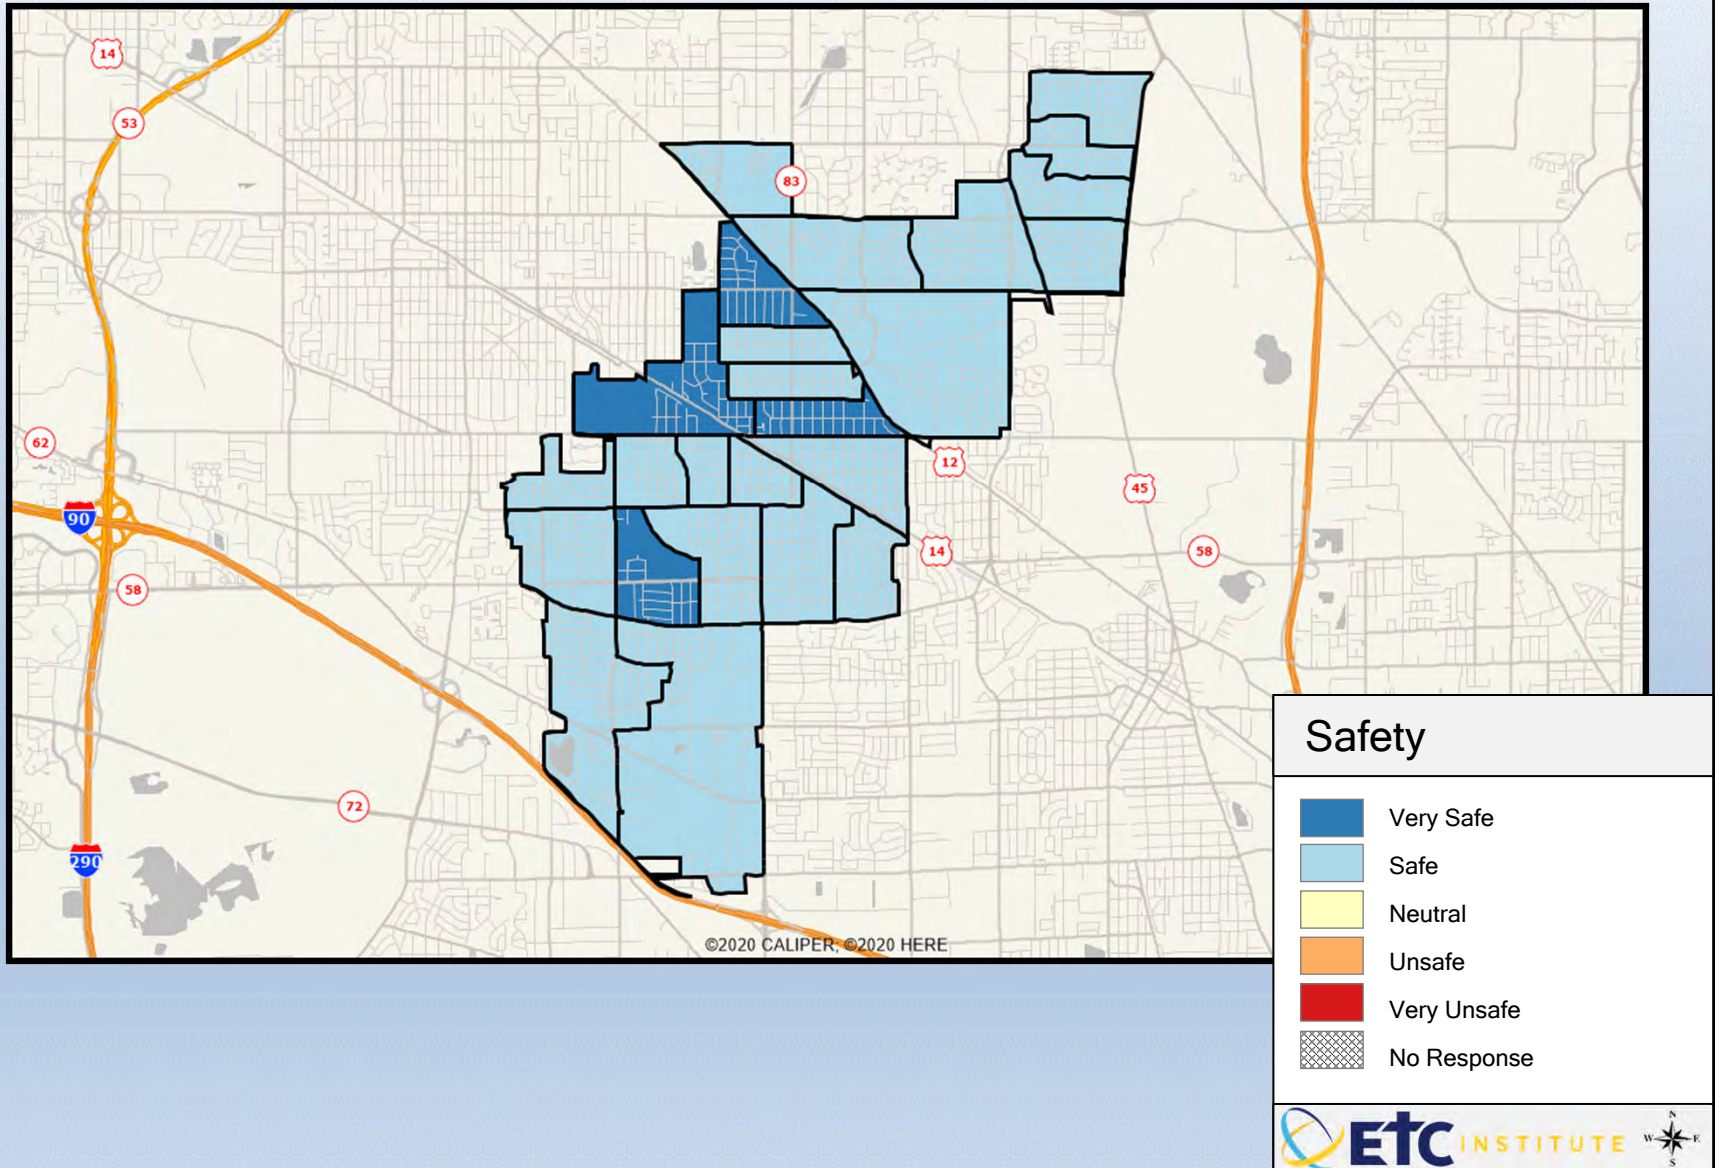 14
53
83
62
12
45
90
14
58
58
72
290
©2020 CALIPER; ©2020 HERE
Safety
Very Safe
Safe
Neutral
Unsafe
Very Unsafe
No Response
ETC INSTITUTE
N
W E
S